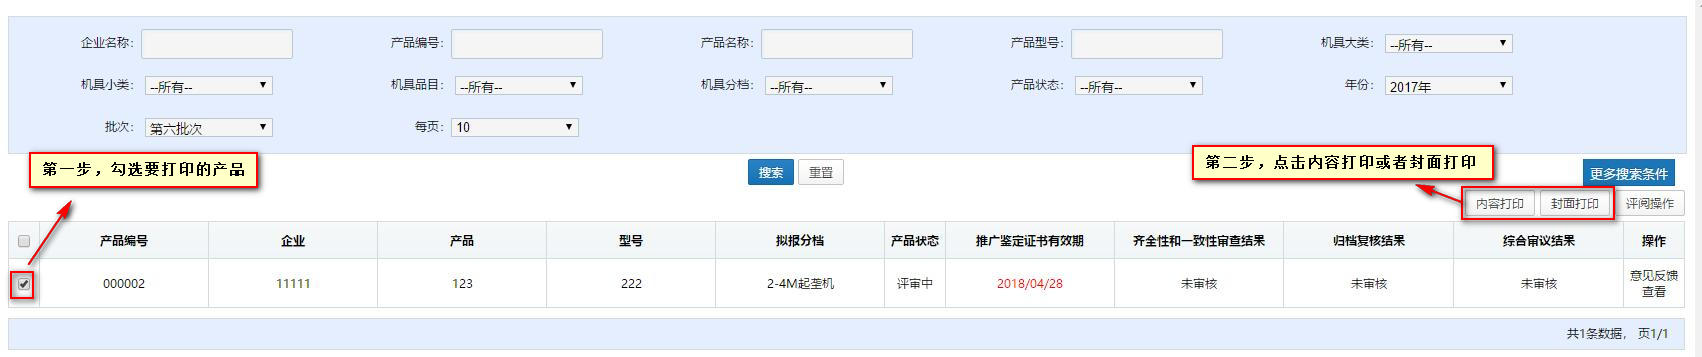 企业名称： 产品编号： 产品名称： 产品型号： 机具大类： --所有--
机具小类： --所有-- 机具品目： --所有-- 机具分档： --所有-- 产品状态： --所有-- 年份： 2017年
批次： 第六批次 每页： 10
第一步，勾选要打印的产品
第二步，点击内容打印或者封面打印
搜索 重置 更多搜索条件
内容打印 封面打印 评阅操作
产品编号 企业 产品 型号 拟报分档 产品状态 推广鉴定证书有效期 齐全性和一致性审查结果 归档复核结果 综合审议结果 操作
000002 11111 123 222 2-4M起垄机 评审中 2018/04/28 未审核 未审核 未审核 意见反馈
查看
共1条数据， 页1/1